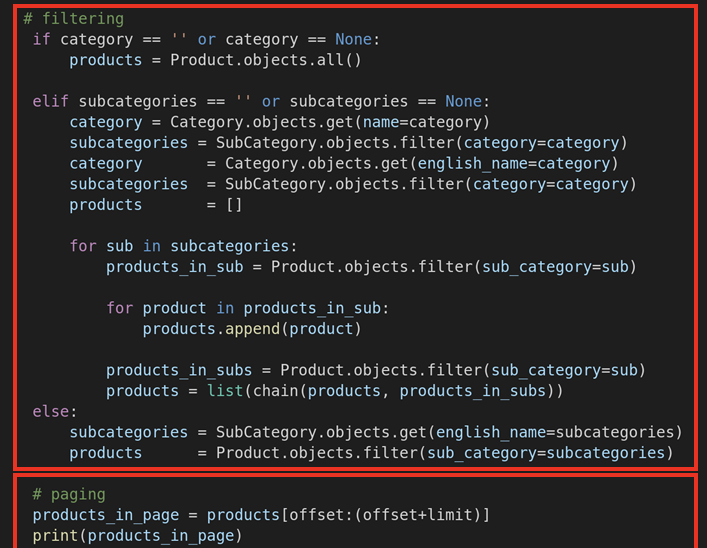 # filtering
if category == '' or category == None:
products = Product.objects.all()
elif subcategories == '' or subcategories == None:
category = Category.objects.get(name=category)
subcategories = SubCategory.objects.filter(category=category)
category       = Category.objects.get(english_name=category)
subcategories  = SubCategory.objects.filter(category=category)
products       = []
for sub in subcategories:
products_in_sub = Product.objects.filter(sub_category=sub)
for product in products_in_sub:
products.append(product)
products_in_subs = Product.objects.filter(sub_category=sub)
products = list(chain(products, products_in_subs))
else:
subcategories = SubCategory.objects.get(english_name=subcategories)
products      = Product.objects.filter(sub_category=subcategories)
# paging
products_in_page = products[offset:(offset+limit)]
print(products_in_page)